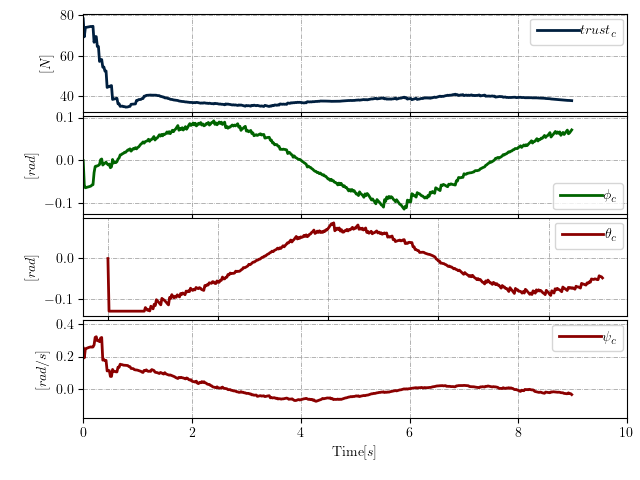 80
[N]
40
trust_c
0.1
0.0
[rad]
−0.1
ϕ_c
0.0
[rad]
−0.1
θ_c
0.4
0.2
[rad/s]
0.0
ψ_c
0 2 4 6 8 10
Time[s]